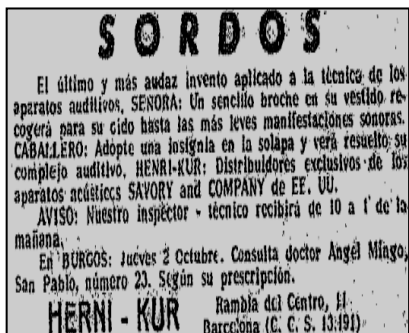 SORDOS
El último y más audaz invento aplicado a la técnica de los
aparatos auditivos, SEÑORA: Un sencillo broche en su vestido re-
cogerá para su oido hasta las más leves manifestaciones sonoras.
CABALLERO: Adopte una insignia en la solapa y verá resuelto su
complejo auditivo, HENRI-KUR: Distribuidores exclusivos de los
aparatos acústicos SAVORY and COMPANY de EE. UU.
AVISO: Nuestro inspector - técnico recibirá de 10 a 1 de la
mañana.
En BURGOS: Jueves 2 Octubre. Consulta doctor Angel Mingo,
San Pablo, número 23. Según su prescripción.
HERNI - KUR Rambla del Centro, 11
Barcelona (C. C. S. 13.191)